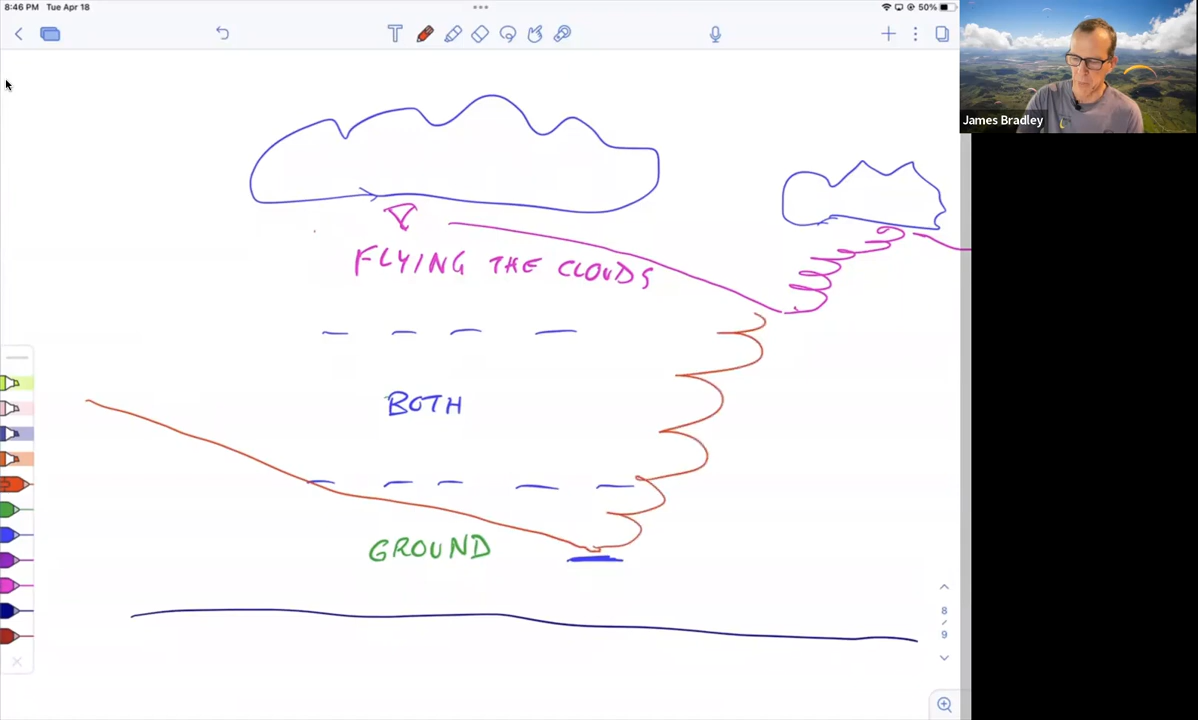 8:46 PM Tue Apr 18
50%
James Bradley
FLYING THE CLOUDS
BOTH
GROUND
8
/
9